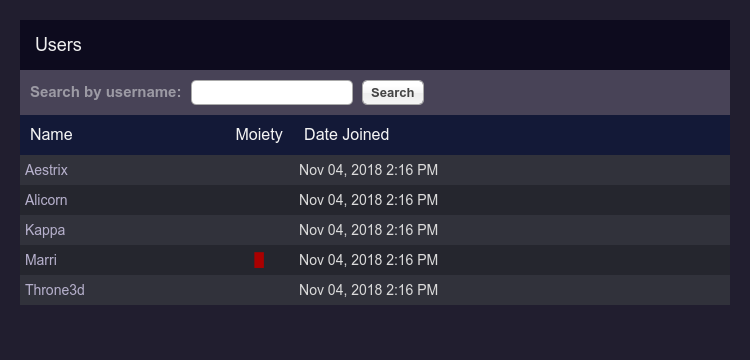 Users
Search by username: Search
Name Moiety Date Joined
Aestrix Nov 04, 2018 2:16 PM
Alicorn Nov 04, 2018 2:16 PM
Kappa Nov 04, 2018 2:16 PM
Marri Nov 04, 2018 2:16 PM
Throne3d Nov 04, 2018 2:16 PM